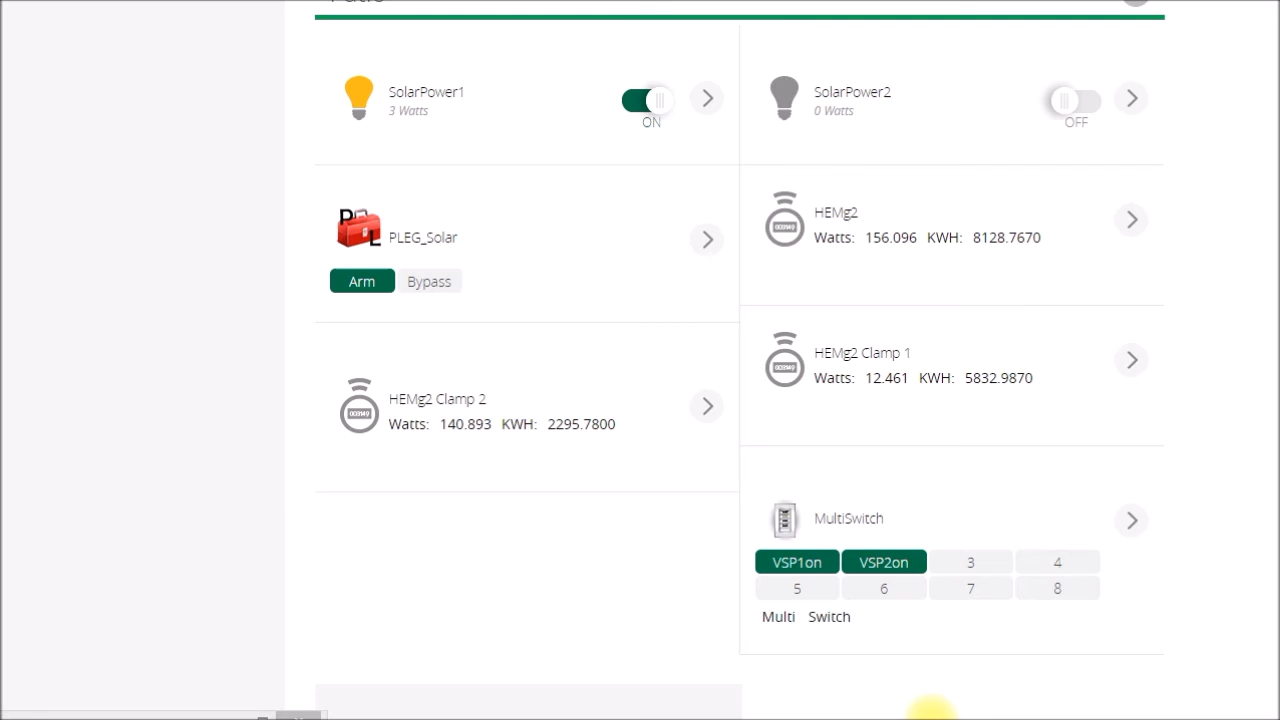 SolarPower1
3 Watts
ON
SolarPower2
0 Watts
OFF
PLEG_Solar
Arm Bypass
HEMg2
Watts: 156.096 KWH: 8128.7670
HEMg2 Clamp 1
Watts: 12.461 KWH: 5832.9870
HEMg2 Clamp 2
Watts: 140.893 KWH: 2295.7800
MultiSwitch
VSP1on VSP2on 3 4
5 6 7 8
Multi Switch